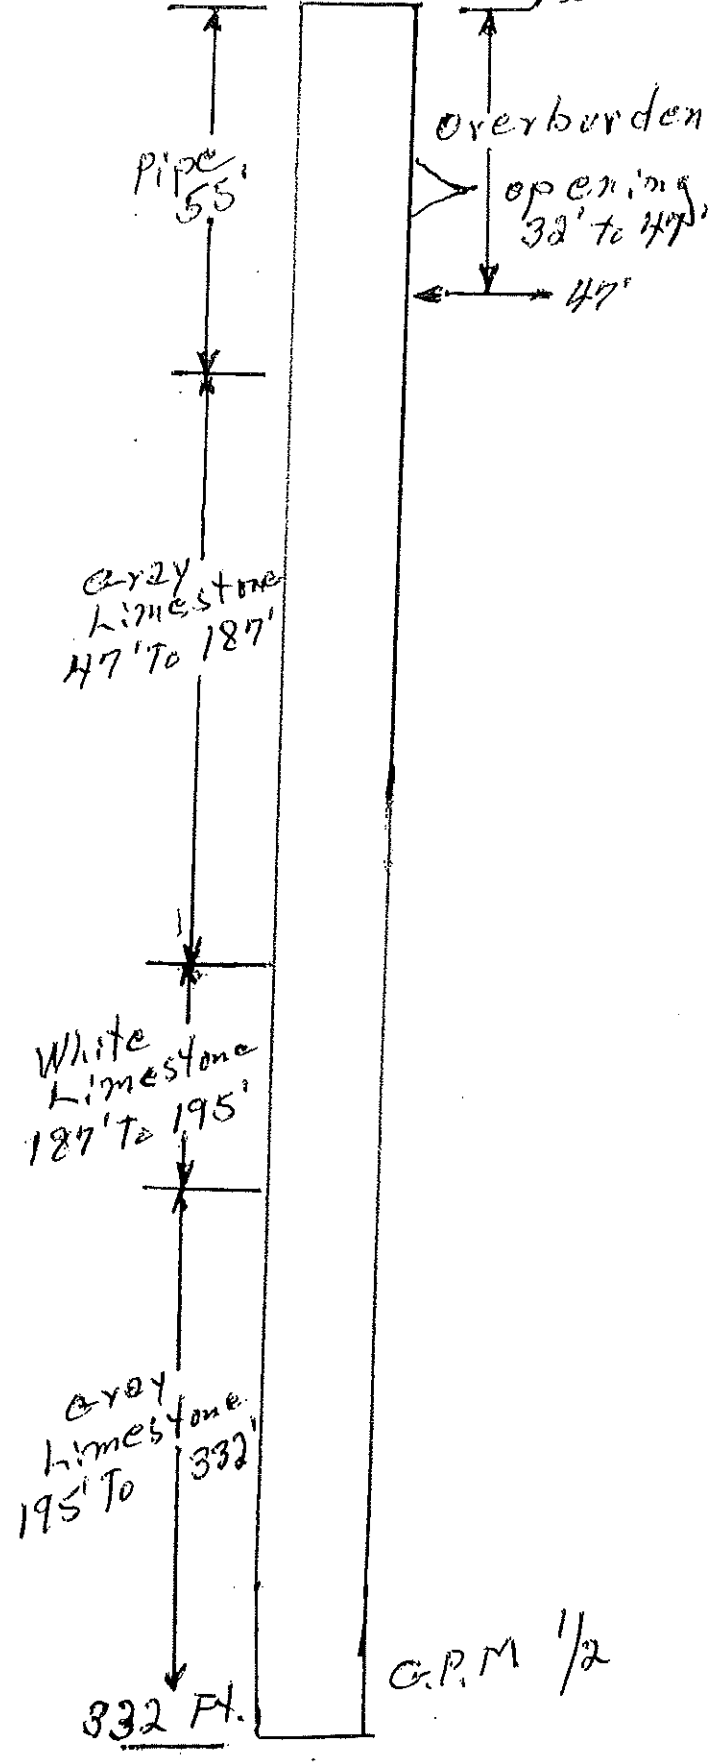 Overburden
Pipe
55'
opening
32' to 47'
47'
Gray
Limestone
47' To 187'
White
Limestone
187' To 195'
Gray
Limestone
195' To 332'
G.P.M 1/2
332 Ft.